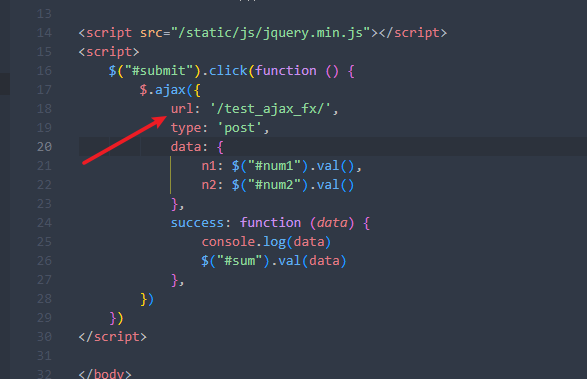 13
14 <script src="/static/js/jquery.min.js"></script>
15 <script>
16 $("#submit").click(function () {
17 $.ajax({
18 url: '/test_ajax_fx/',
19 type: 'post',
20 data: {
21 n1: $("#num1").val(),
22 n2: $("#num2").val()
23 },
24 success: function (data) {
25 console.log(data)
26 $("#sum").val(data)
27 },
28 })
29 })
30 </script>
31
32 </body>